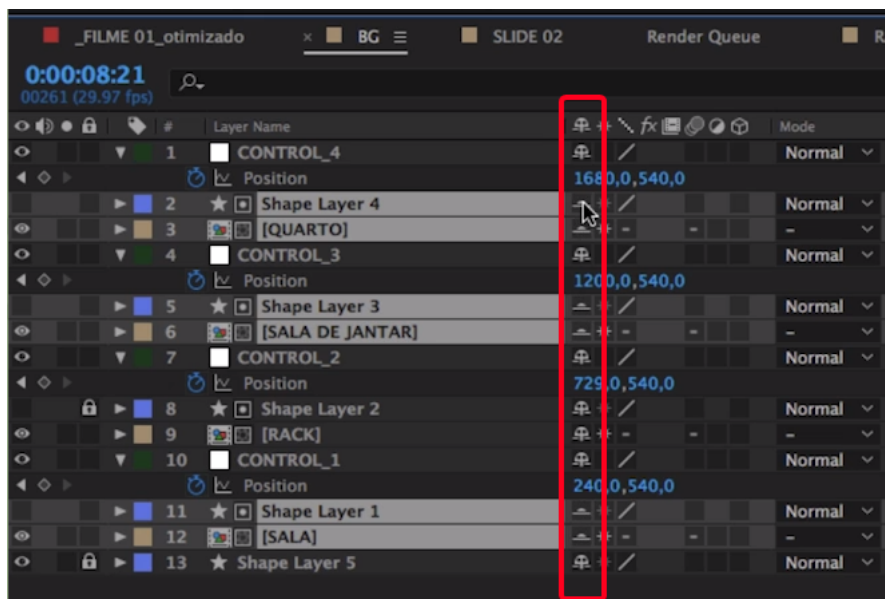 _FILME 01_otimizado × BG SLIDE 02 Render Queue R
0:00:08:21
00261 (29.97 fps)
# Layer Name fx Mode
1 CONTROL_4 Normal
Position 1680,0,540,0
2 Shape Layer 4 Normal
3 [QUARTO] -
4 CONTROL_3 Normal
Position 1200,0,540,0
5 Shape Layer 3 Normal
6 [SALA DE JANTAR] -
7 CONTROL_2 Normal
Position 729,0,540,0
8 Shape Layer 2 Normal
9 [RACK] -
10 CONTROL_1 Normal
Position 240,0,540,0
11 Shape Layer 1 Normal
12 [SALA] -
13 Shape Layer 5 Normal